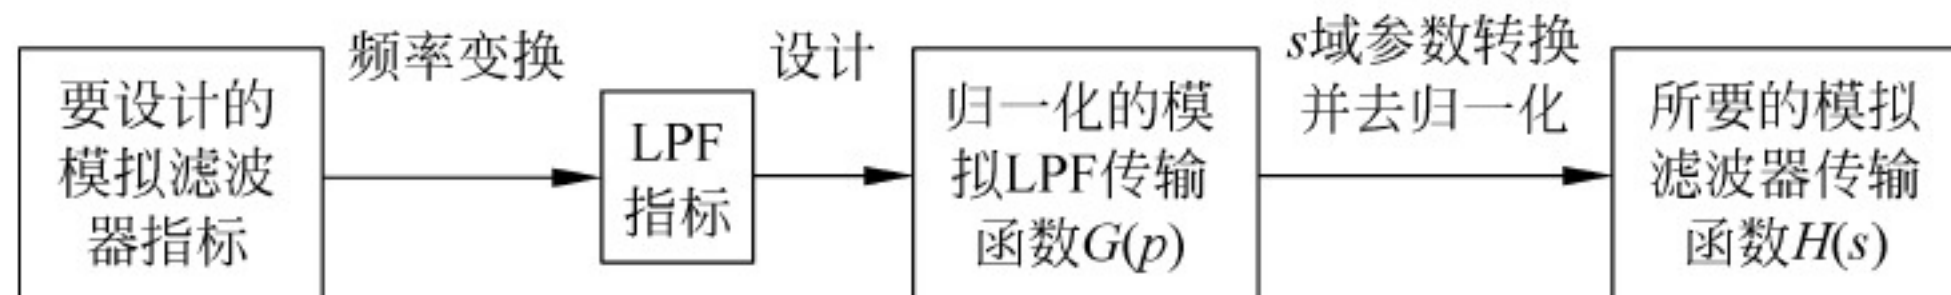 要设计的
模拟滤波
器指标
频率变换
LPF
指标
设计
归一化的模
拟LPF传输
函数G(p)
s域参数转换
并去归一化
所要的模拟
滤波器传输
函数H(s)